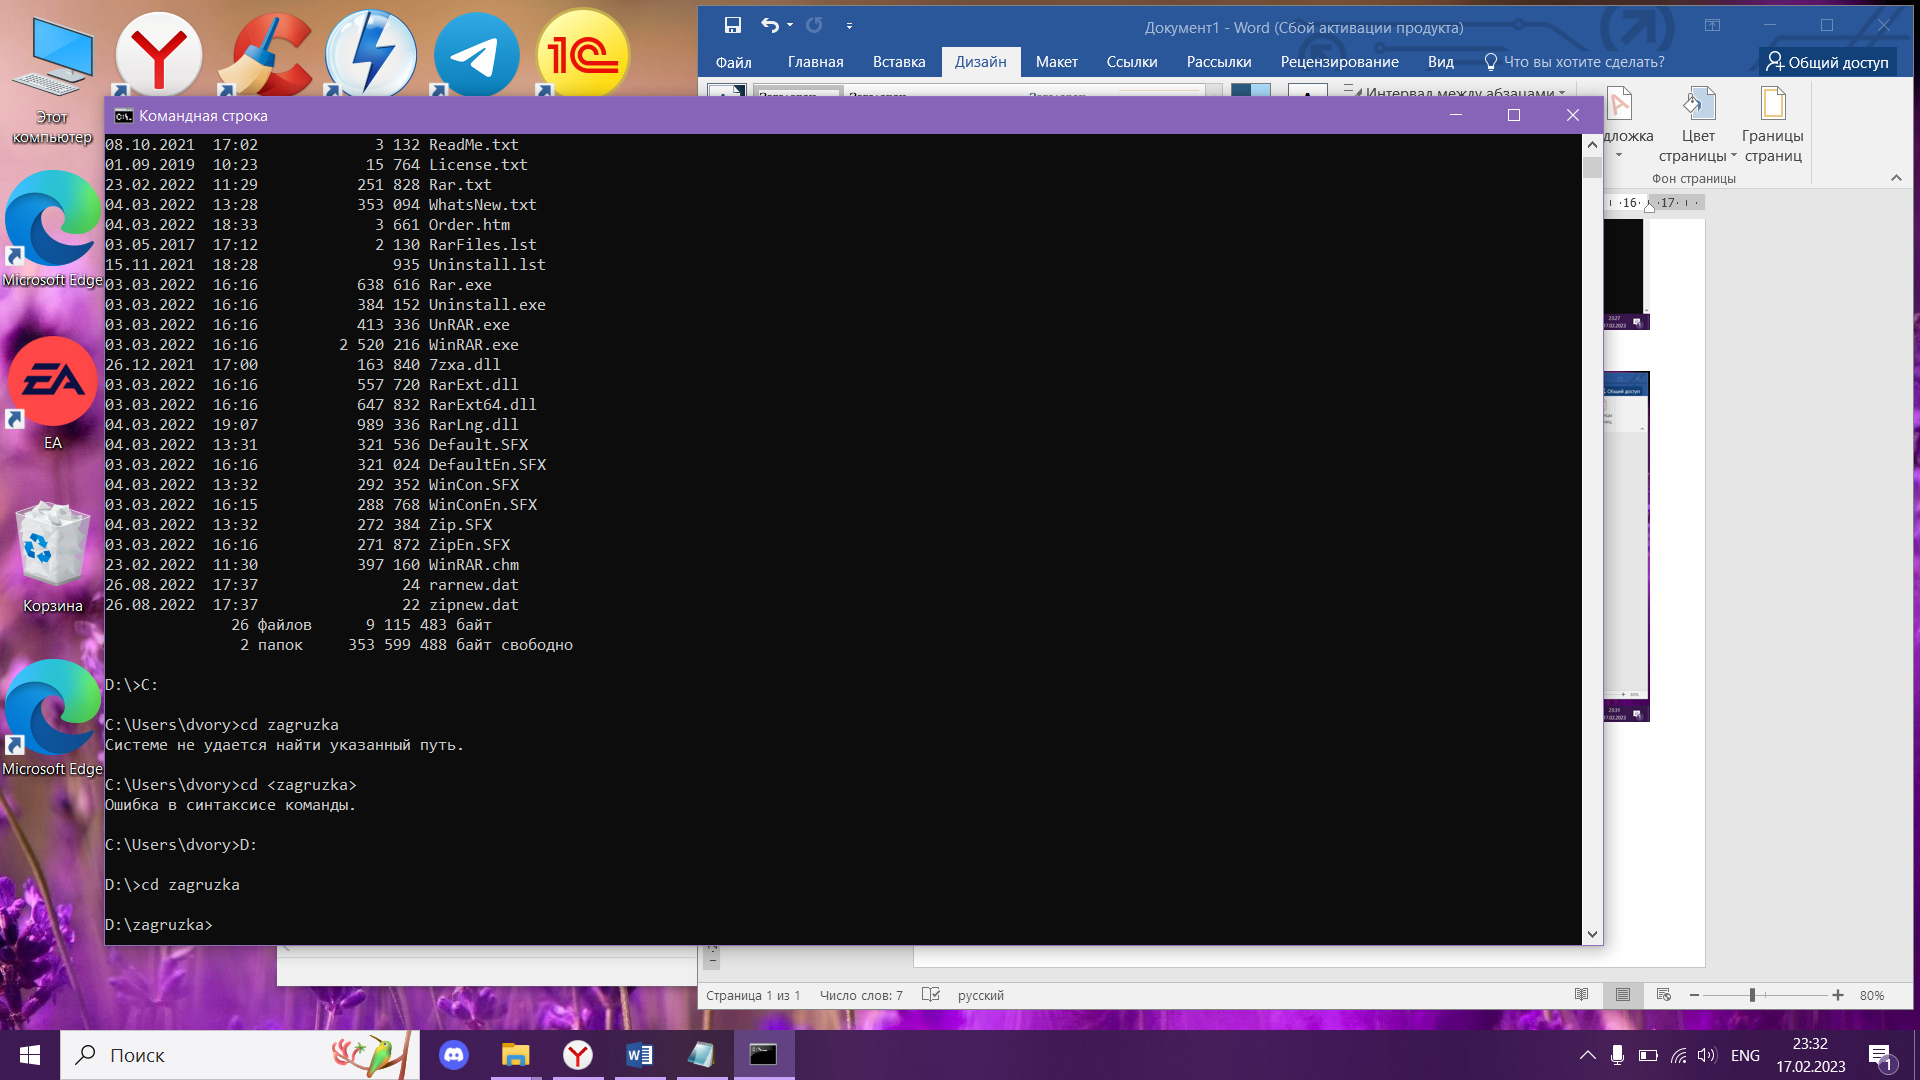 Документ1 - Word (Сбой активации продукта)
Файл Главная Вставка Дизайн Макет Ссылки Рассылки Рецензирование Вид Что вы хотите сделать? Общий доступ
Интервал между абзацами
Цвет страницы
Границы страниц
Фон страницы
16 17
Этот компьютер
Microsoft Edge
EA
Корзина
Microsoft Edge
1С
Командная строка
08.10.2021  17:02             3 132 ReadMe.txt
01.09.2019  10:23            15 764 License.txt
23.02.2022  11:29           251 828 Rar.txt
04.03.2022  13:28           353 094 WhatsNew.txt
04.03.2022  18:33             3 661 Order.htm
03.05.2017  17:12             2 130 RarFiles.lst
15.11.2021  18:28               935 Uninstall.lst
03.03.2022  16:16           638 616 Rar.exe
03.03.2022  16:16           384 152 Uninstall.exe
03.03.2022  16:16           413 336 UnRAR.exe
03.03.2022  16:16         2 520 216 WinRAR.exe
26.12.2021  17:00           163 840 7zxa.dll
03.03.2022  16:16           557 720 RarExt.dll
03.03.2022  16:16           647 832 RarExt64.dll
04.03.2022  19:07           989 336 RarLng.dll
04.03.2022  13:31           321 536 Default.SFX
03.03.2022  16:16           321 024 DefaultEn.SFX
04.03.2022  13:32           292 352 WinCon.SFX
03.03.2022  16:15           288 768 WinConEn.SFX
04.03.2022  13:32           272 384 Zip.SFX
03.03.2022  16:16           271 872 ZipEn.SFX
23.02.2022  11:30           397 160 WinRAR.chm
26.08.2022  17:37                24 rarnew.dat
26.08.2022  17:37                22 zipnew.dat
26 файлов      9 115 483 байт
2 папок     353 599 488 байт свободно
D:\>C:
C:\Users\dvory>cd zagruzka
Системе не удается найти указанный путь.
C:\Users\dvory>cd <zagruzka>
Ошибка в синтаксисе команды.
C:\Users\dvory>D:
D:\>cd zagruzka
D:\zagruzka>
Страница 1 из 1 Число слов: 7 русский 80%
Поиск
ENG
23:32
17.02.2023
1